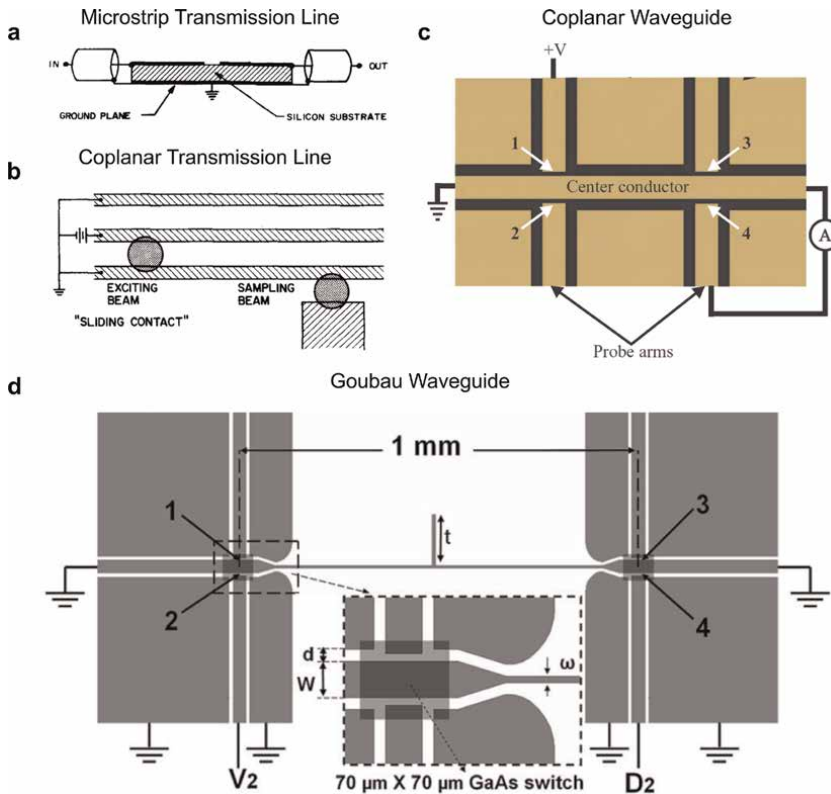 Microstrip Transmission Line
a
IN
OUT
GROUND PLANE
SILICON SUBSTRATE
Coplanar Transmission Line
b
EXCITING
BEAM
SAMPLING
BEAM
"SLIDING CONTACT"
Coplanar Waveguide
c
+V
1
3
Center conductor
2
4
A
Probe arms
Goubau Waveguide
d
1 mm
1
3
t
2
4
d
W
ω
V2
D2
70 µm X 70 µm GaAs switch